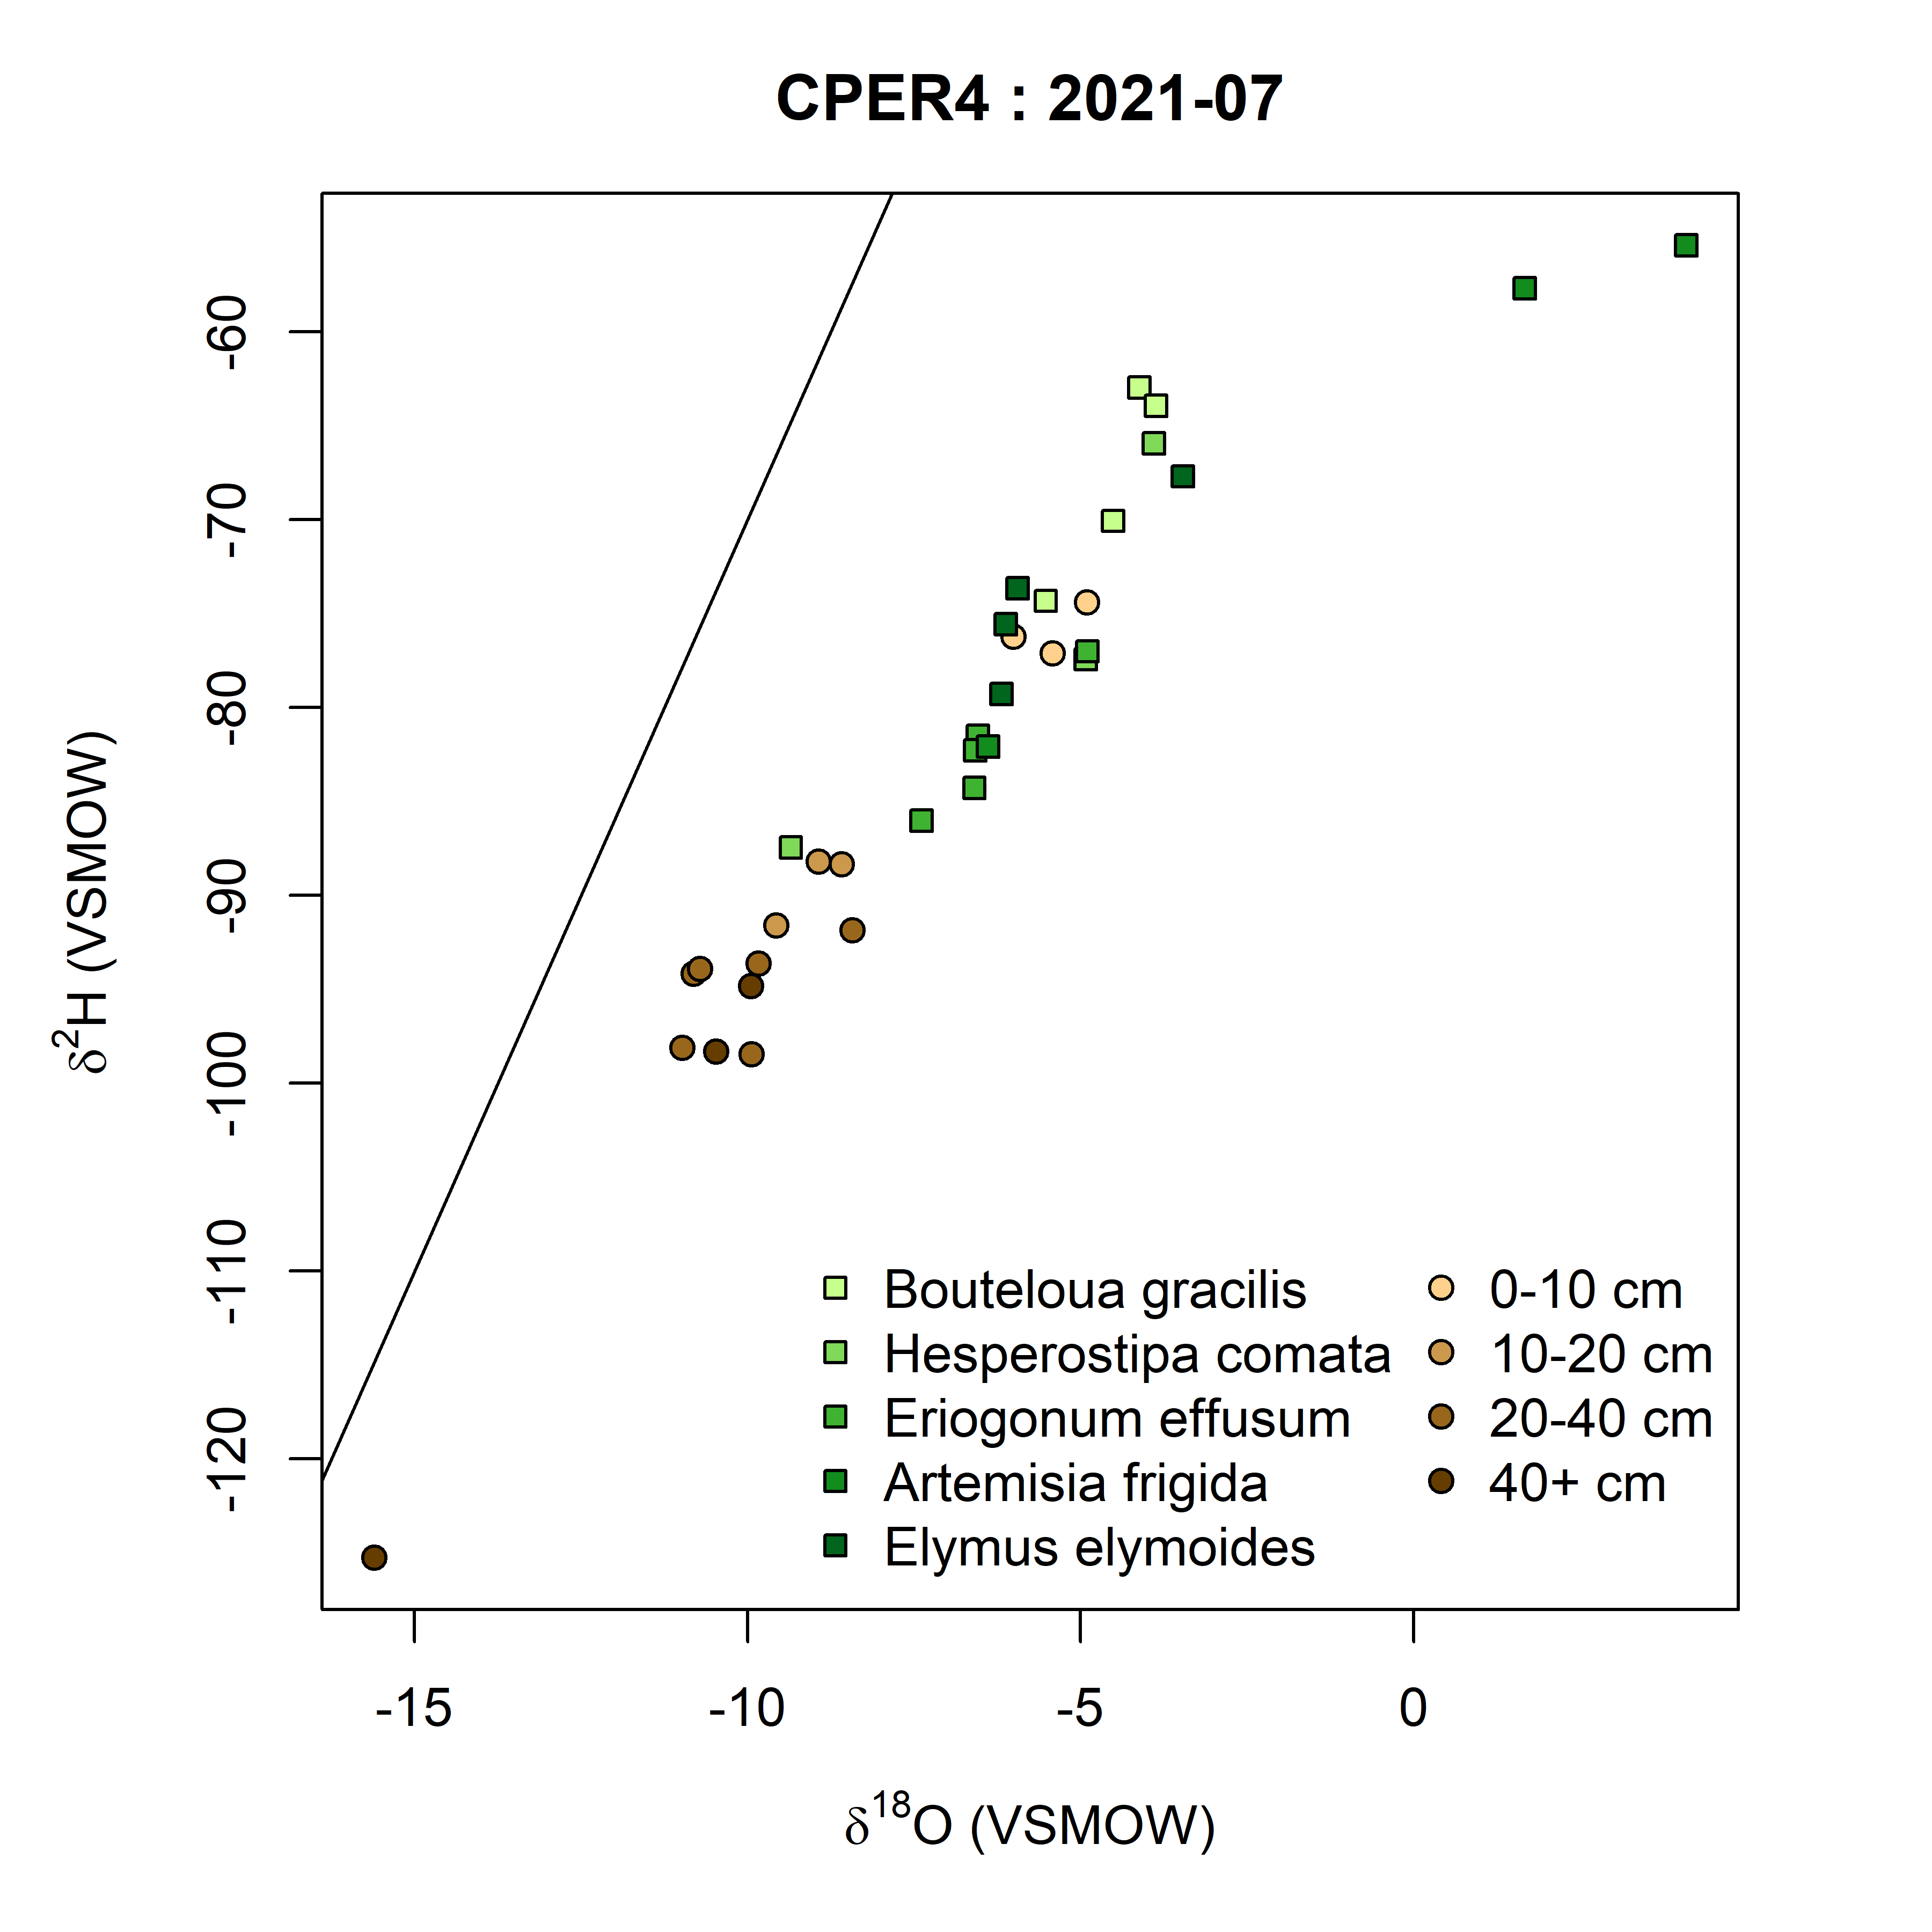 CPER4 : 2021-07
δ²H (VSMOW)
-60
-70
-80
-90
-100
-110
-120
Bouteloua gracilis
Hesperostipa comata
Eriogonum effusum
Artemisia frigida
Elymus elymoides
0-10 cm
10-20 cm
20-40 cm
40+ cm
-15 -10 -5 0
δ¹⁸O (VSMOW)